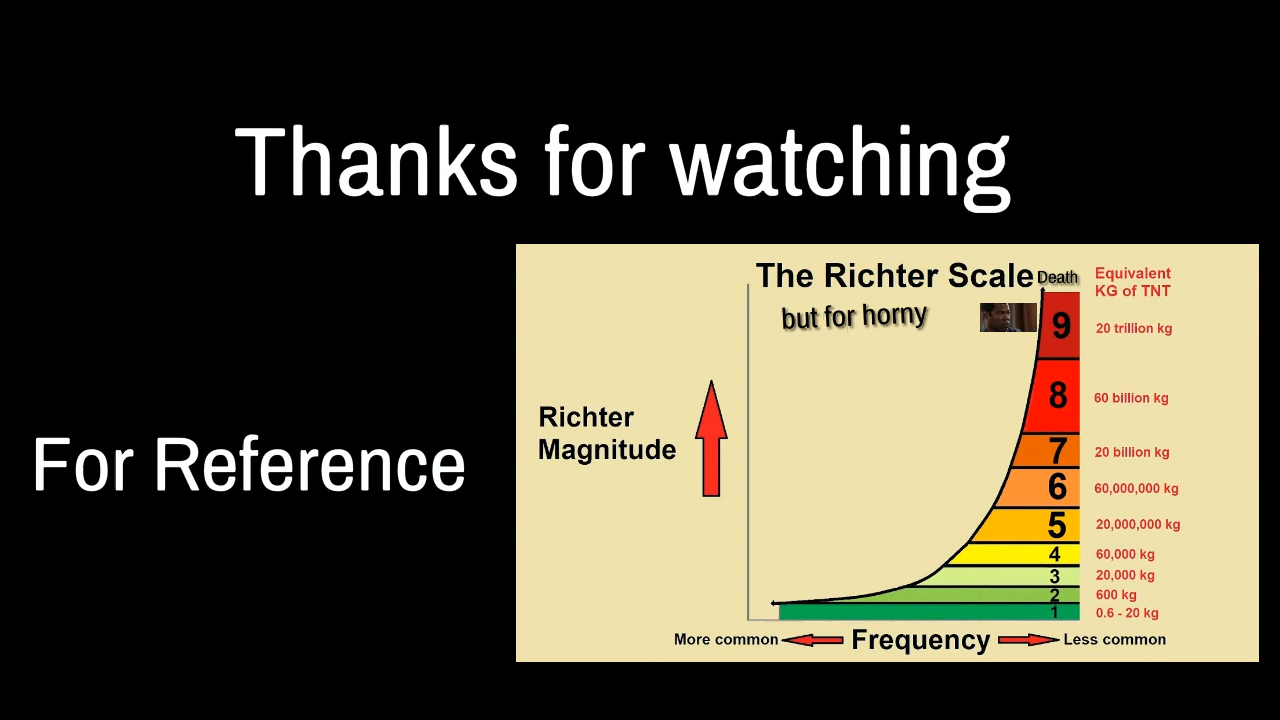 Thanks for watching
For Reference
The Richter Scale
Death
but for horny
Equivalent
KG of TNT
Richter
Magnitude
9 20 trillion kg
8 60 billion kg
7 20 billion kg
6 60,000,000 kg
5 20,000,000 kg
4 60,000 kg
3 20,000 kg
2 600 kg
1 0.6 - 20 kg
More common Frequency Less common